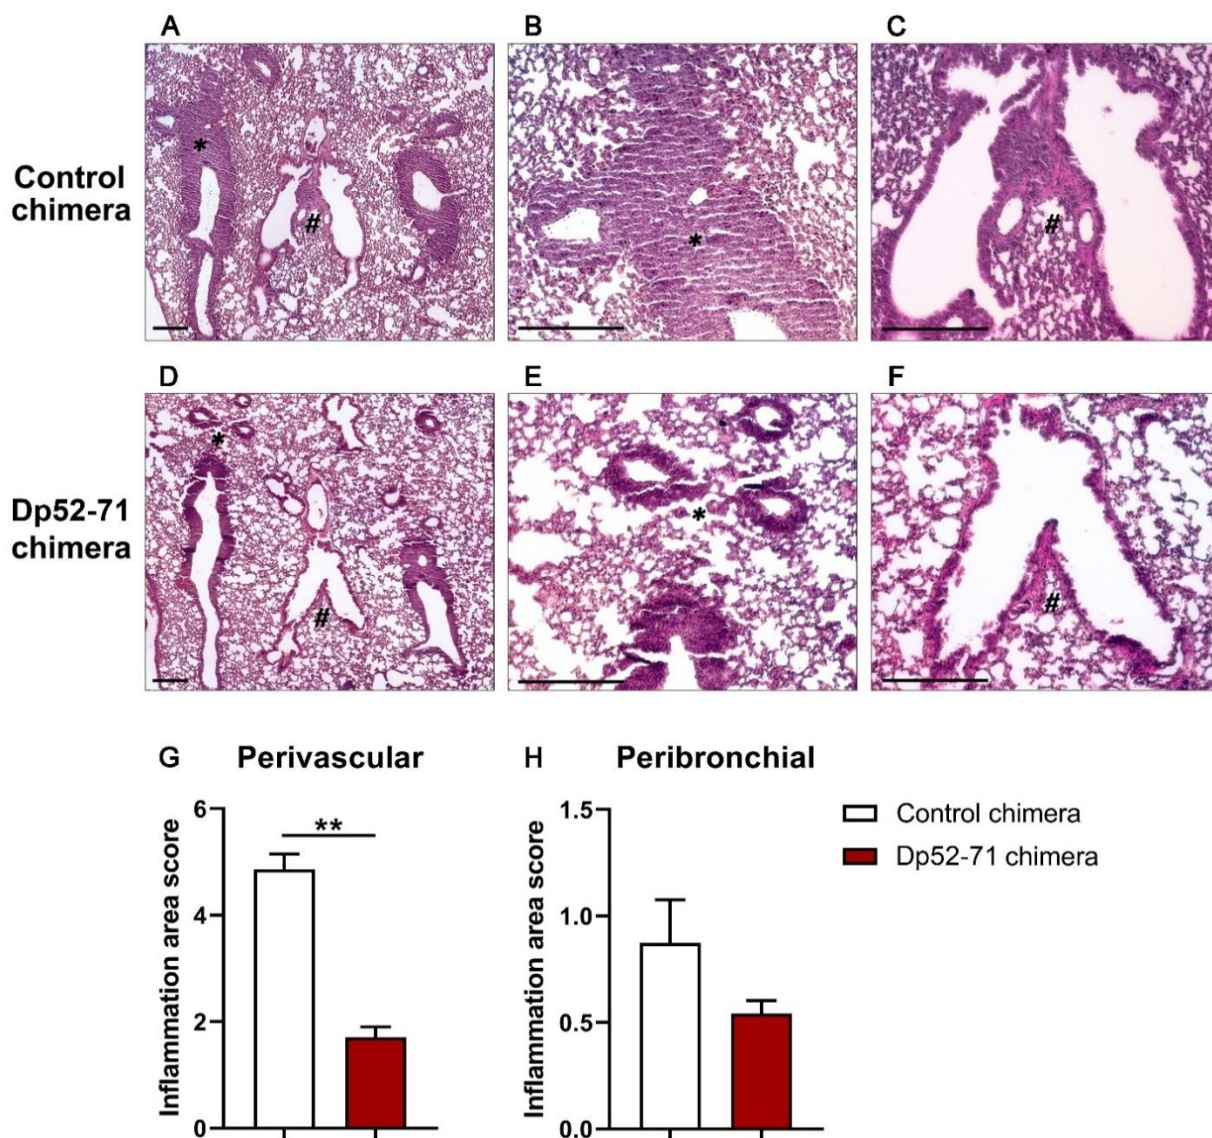 A B C
Control
chimera
*
#
*
#
D E F
Dp52-71
chimera
*
#
*
#
G Perivascular
Inflammation area score
6
4
2
0
**
H Peribronchial
Inflammation area score
1.5
1.0
0.5
0.0
Control chimera
Dp52-71 chimera